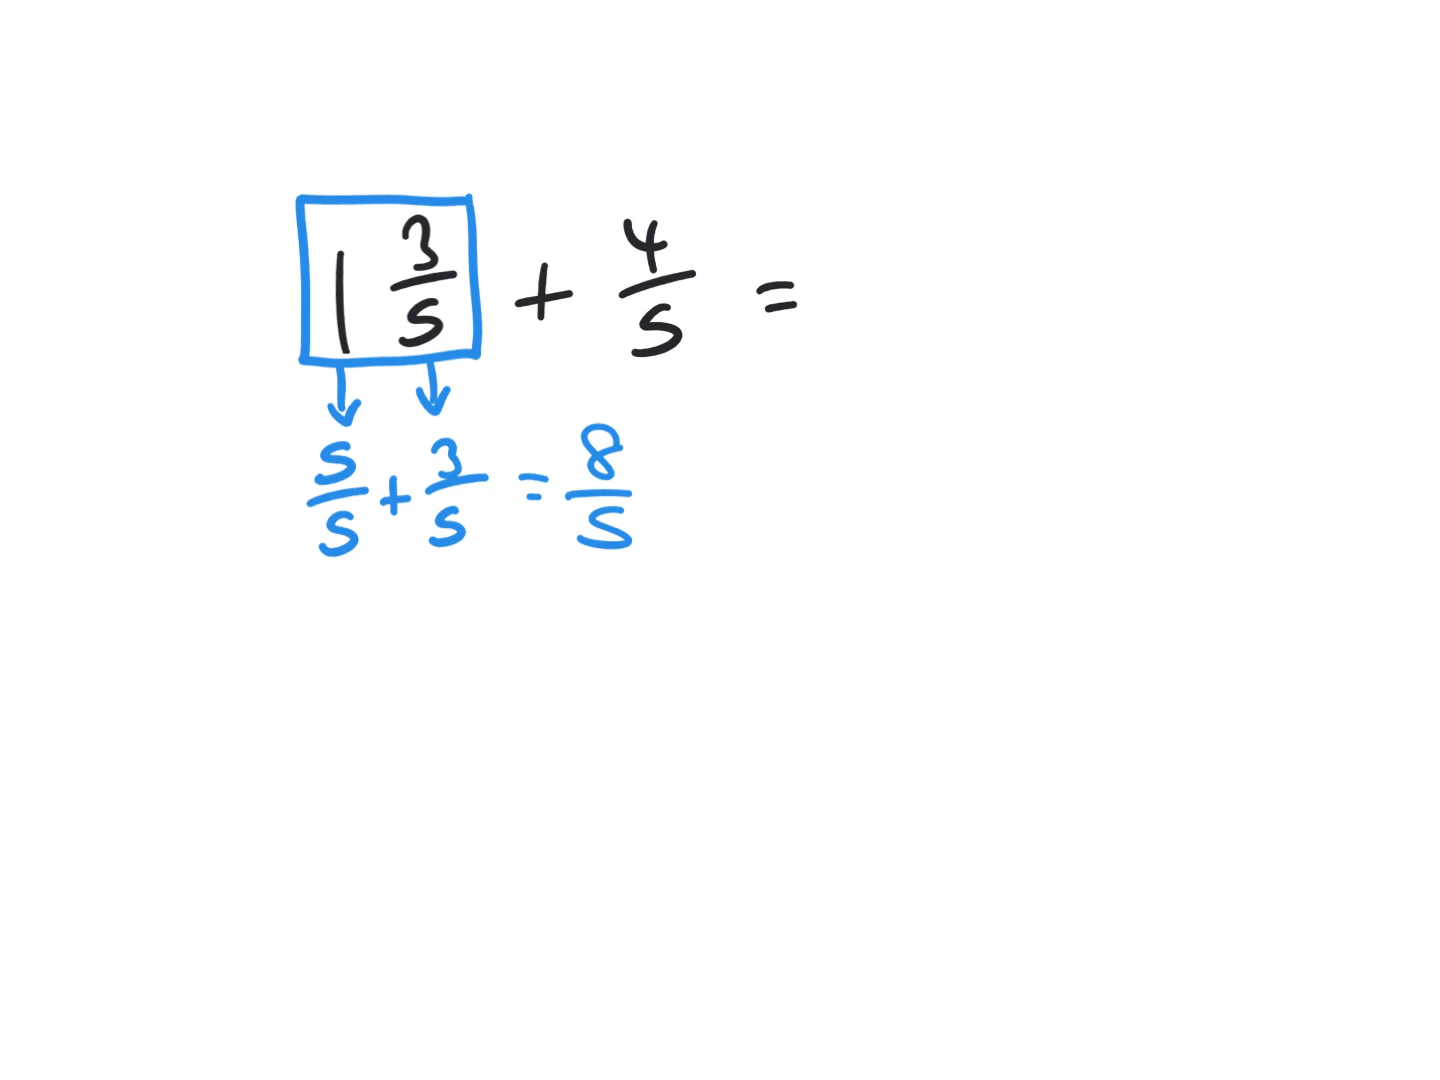 1 3/5 + 4/5 =
5/5 + 3/5 = 8/5